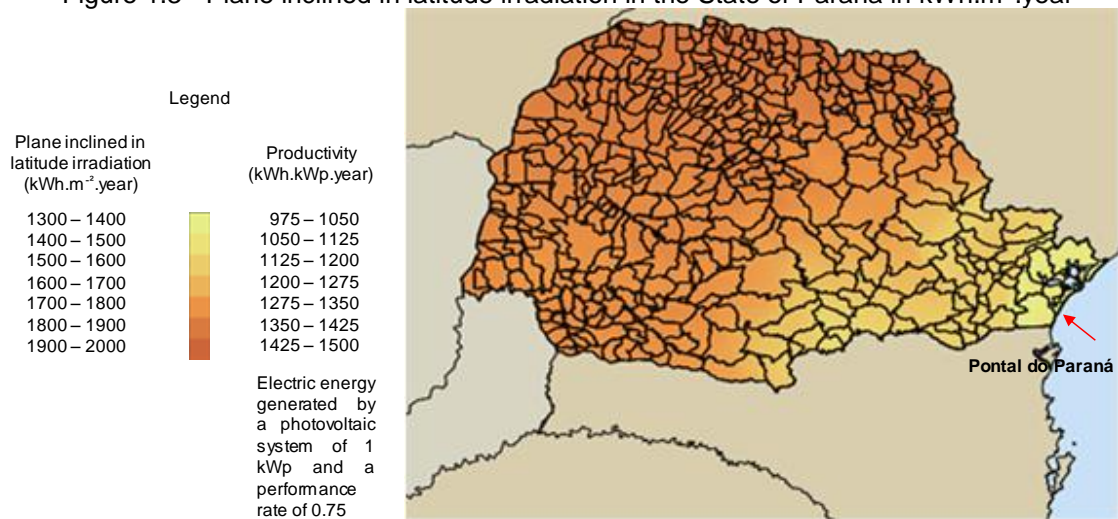 Figure 4.8 - Plane inclined in latitude irradiation in the State of Paraná in kWh.m-².year
Legend
Plane inclined in
latitude irradiation
(kWh.m-².year)
Productivity
(kWh.kWp.year)
1300 – 1400
1400 – 1500
1500 – 1600
1600 – 1700
1700 – 1800
1800 – 1900
1900 – 2000
975 – 1050
1050 – 1125
1125 – 1200
1200 – 1275
1275 – 1350
1350 – 1425
1425 – 1500
Electric energy
generated by
a photovoltaic
system of 1
kWp and a
performance
rate of 0.75
Pontal do Paraná